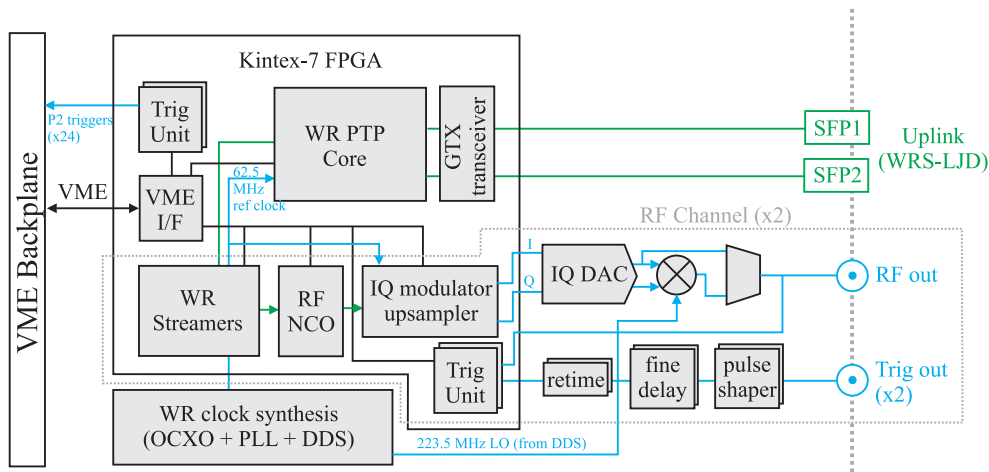 VME Backplane
Kintex-7 FPGA
P2 triggers
(x24)
Trig
Unit
WR PTP
Core
GTX
transceiver
SFP1
SFP2
Uplink
(WRS-LJD)
VME
VME
I/F
62.5
MHz
ref clock
RF Channel (x2)
WR
Streamers
RF
NCO
IQ modulator
upsampler
I
Q
IQ DAC
RF out
Trig
Unit
retime
fine
delay
pulse
shaper
Trig out
(x2)
WR clock synthesis
(OCXO + PLL + DDS)
223.5 MHz LO (from DDS)